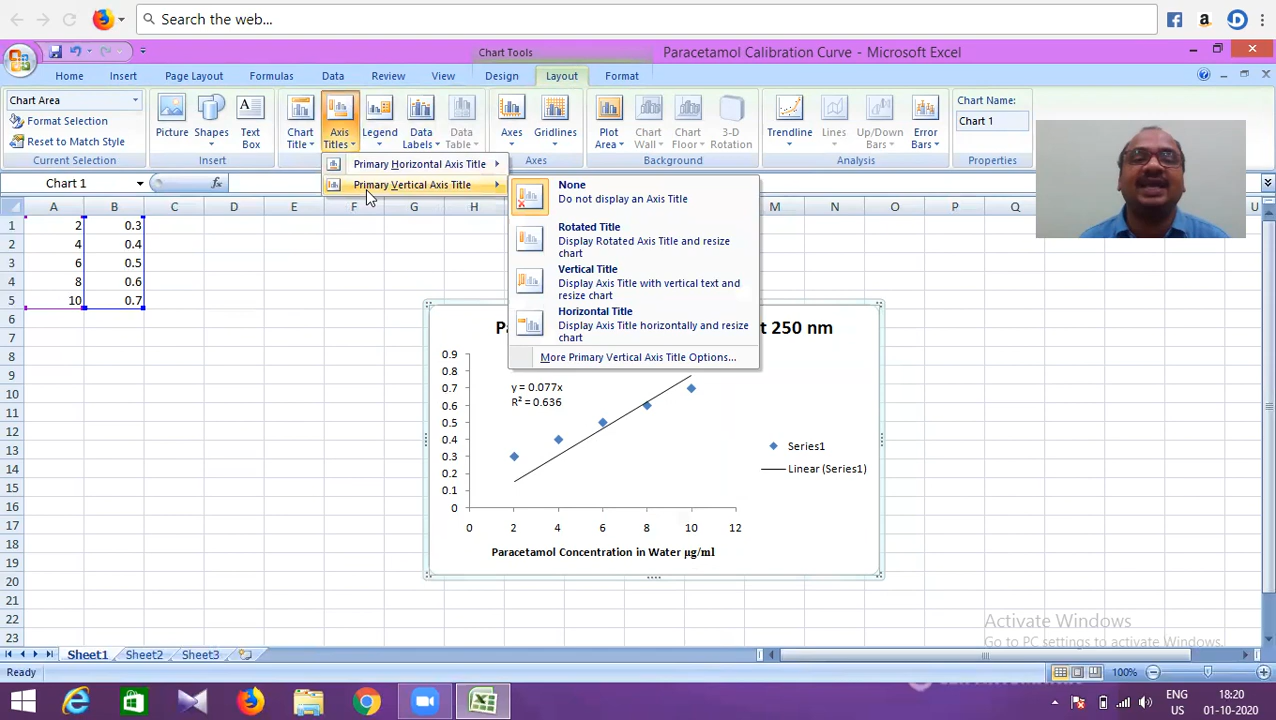 Search the web...
Chart Tools
Paracetamol Calibration Curve - Microsoft Excel
Home Insert Page Layout Formulas Data Review View Design Layout Format
Chart Area
Format Selection
Reset to Match Style
Current Selection
Picture Shapes Text Box
Insert
Chart Title Axis Titles Legend Data Labels Data Table
Axes Gridlines
Axes
Plot Area Chart Wall Chart Floor 3-D Rotation
Background
Trendline Lines Up/Down Bars Error Bars
Analysis
Chart Name:
Chart 1
Properties
Primary Horizontal Axis Title
Primary Vertical Axis Title
None
Do not display an Axis Title
Rotated Title
Display Rotated Axis Title and resize
chart
Vertical Title
Display Axis Title with vertical text and
resize chart
Horizontal Title
Display Axis Title horizontally and resize
chart
More Primary Vertical Axis Title Options...
Chart 1 fx
A B C D E F G H M N O P Q U
1 2 0.3
2 4 0.4
3 6 0.5
4 8 0.6
5 10 0.7
6
7
8
9
10
11
12
13
14
15
16
17
18
19
20
21
22
23
t 250 nm
0.9
0.8
0.7
0.6
0.5
0.4
0.3
0.2
0.1
0
y = 0.077x
R² = 0.636
0 2 4 6 8 10 12
Paracetamol Concentration in Water µg/ml
Series1
Linear (Series1)
Activate Windows
Go to PC settings to activate Windows.
Sheet1 Sheet2 Sheet3
Ready
100%
ENG
US
18:20
01-10-2020